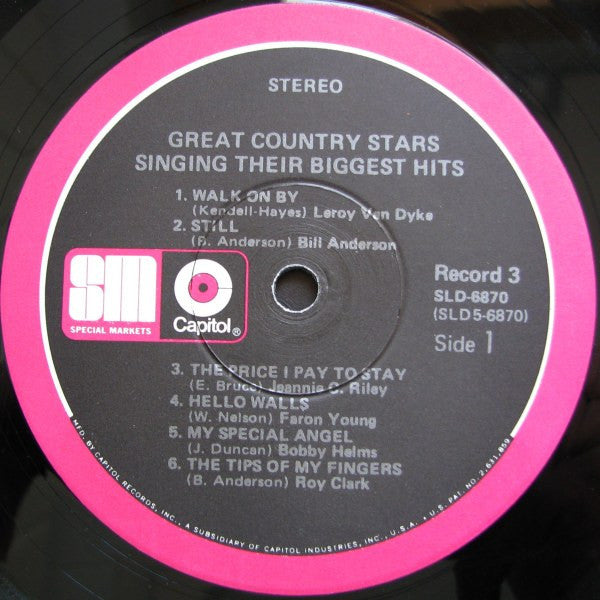 STEREO
GREAT COUNTRY STARS
SINGING THEIR BIGGEST HITS
1. WALK ON BY
(Kendell-Hayes) Leroy Van Dyke
2. STILL
(B. Anderson) Bill Anderson
SM
SPECIAL MARKETS
Capitol®
Record 3
SLD-6870
(SLD5-6870)
Side 1
3. THE PRICE I PAY TO STAY
(E. Bruce) Jeannie C. Riley
4. HELLO WALLS
(W. Nelson) Faron Young
5. MY SPECIAL ANGEL
(J. Duncan) Bobby Helms
6. THE TIPS OF MY FINGERS
(B. Anderson) Roy Clark
MFD. BY CAPITOL RECORDS, INC., A SUBSIDIARY OF CAPITOL INDUSTRIES, INC., U.S.A. • U.S. PAT. NO. 2,631,859